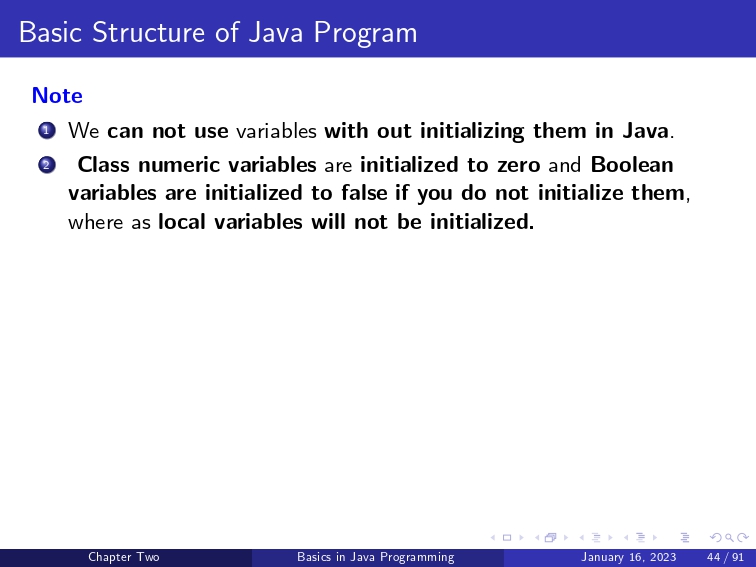 Basic Structure of Java Program
Note
1 We can not use variables with out initializing them in Java.
2 Class numeric variables are initialized to zero and Boolean
variables are initialized to false if you do not initialize them,
where as local variables will not be initialized.
Chapter Two Basics in Java Programming January 16, 2023 44 / 91